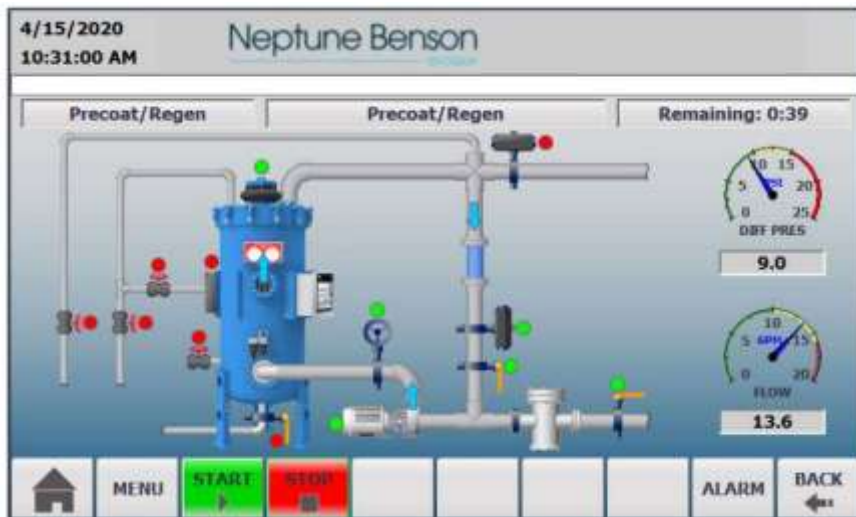 4/15/2020
10:31:00 AM
Neptune Benson
Precoat/Regen
Precoat/Regen
Remaining: 0:39
0 5 10 15 20 25
PSI
DIFF PRES
9.0
0 5 10 15 20
GPM
FLOW
13.6
MENU
START
STOP
ALARM
BACK